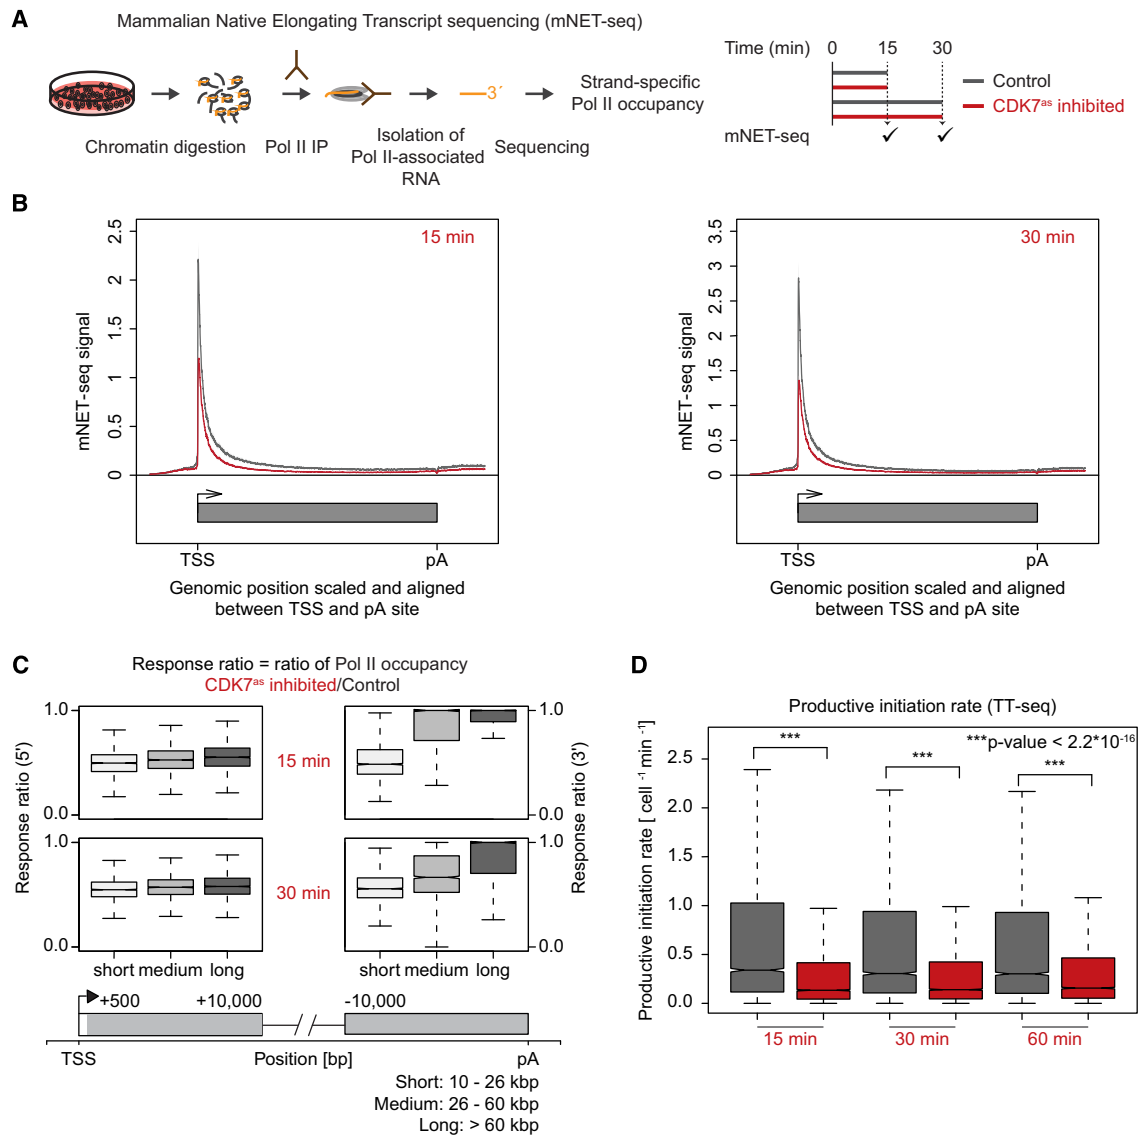 A
Mammalian Native Elongating Transcript sequencing (mNET-seq)
3´
Chromatin digestion
Pol II IP
Isolation of
Pol II-associated
RNA
Sequencing
Strand-specific
Pol II occupancy
Time (min) 0 15 30
Control
CDK7as inhibited
mNET-seq ✓ ✓
B
15 min
mNET-seq signal
2.5
2
1.5
1
0.5
0
TSS pA
Genomic position scaled and aligned
between TSS and pA site
30 min
mNET-seq signal
3.5
3
2.5
2
1.5
1
0.5
0
TSS pA
Genomic position scaled and aligned
between TSS and pA site
C
Response ratio = ratio of Pol II occupancy
CDK7as inhibited/Control
Response ratio (5')
1.0
0.0
15 min
1.0
0.0
Response ratio (3')
1.0
0.0
30 min
1.0
0.0
short medium long
short medium long
+500 +10,000 -10,000
TSS Position [bp] pA
Short: 10 - 26 kbp
Medium: 26 - 60 kbp
Long: > 60 kbp
D
Productive initiation rate (TT-seq)
***p-value < 2.2*10-16
*** *** ***
Productive initiation rate [ cell -1 min -1]
2.5
2.0
1.5
1.0
0.5
0.0
15 min 30 min 60 min